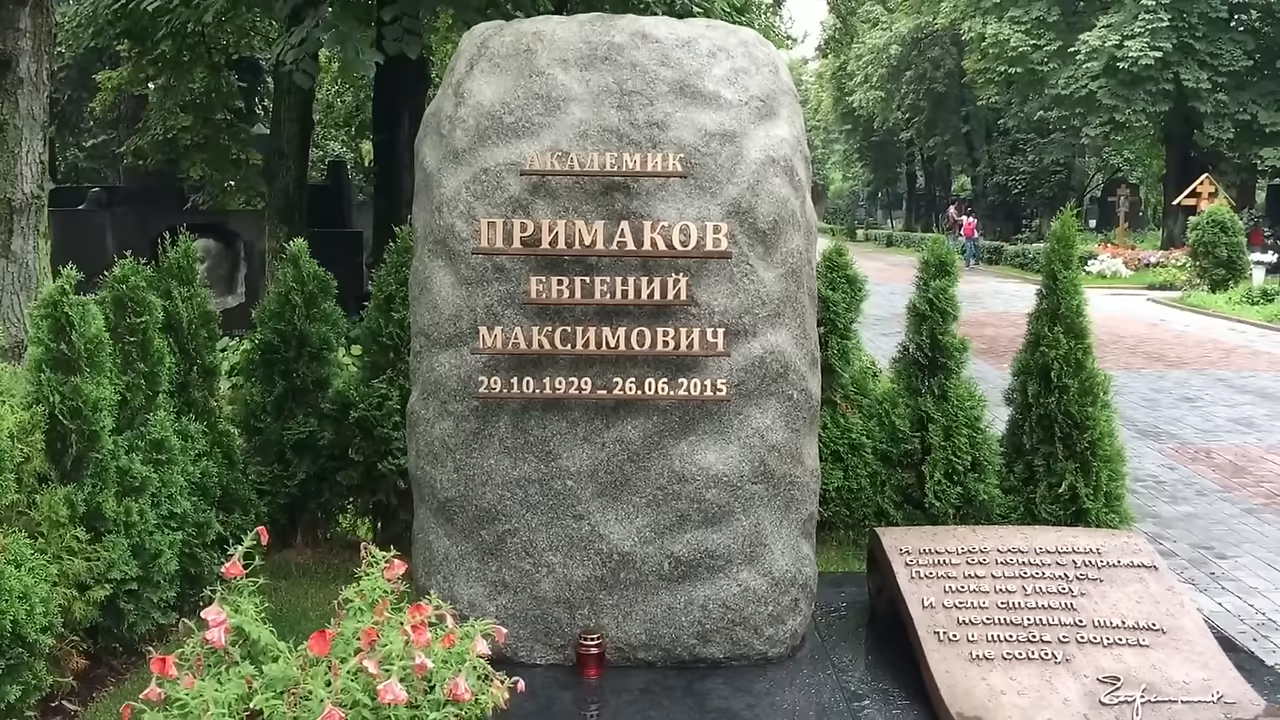 АКАДЕМИК
ПРИМАКОВ
ЕВГЕНИЙ
МАКСИМОВИЧ
29.10.1929 – 26.06.2015
Я твердо все решил:
быть до конца в упряжке,
Пока не выдохнусь,
пока не упаду.
И если станет
нестерпимо тяжко,
То и тогда с дороги
не сойду.